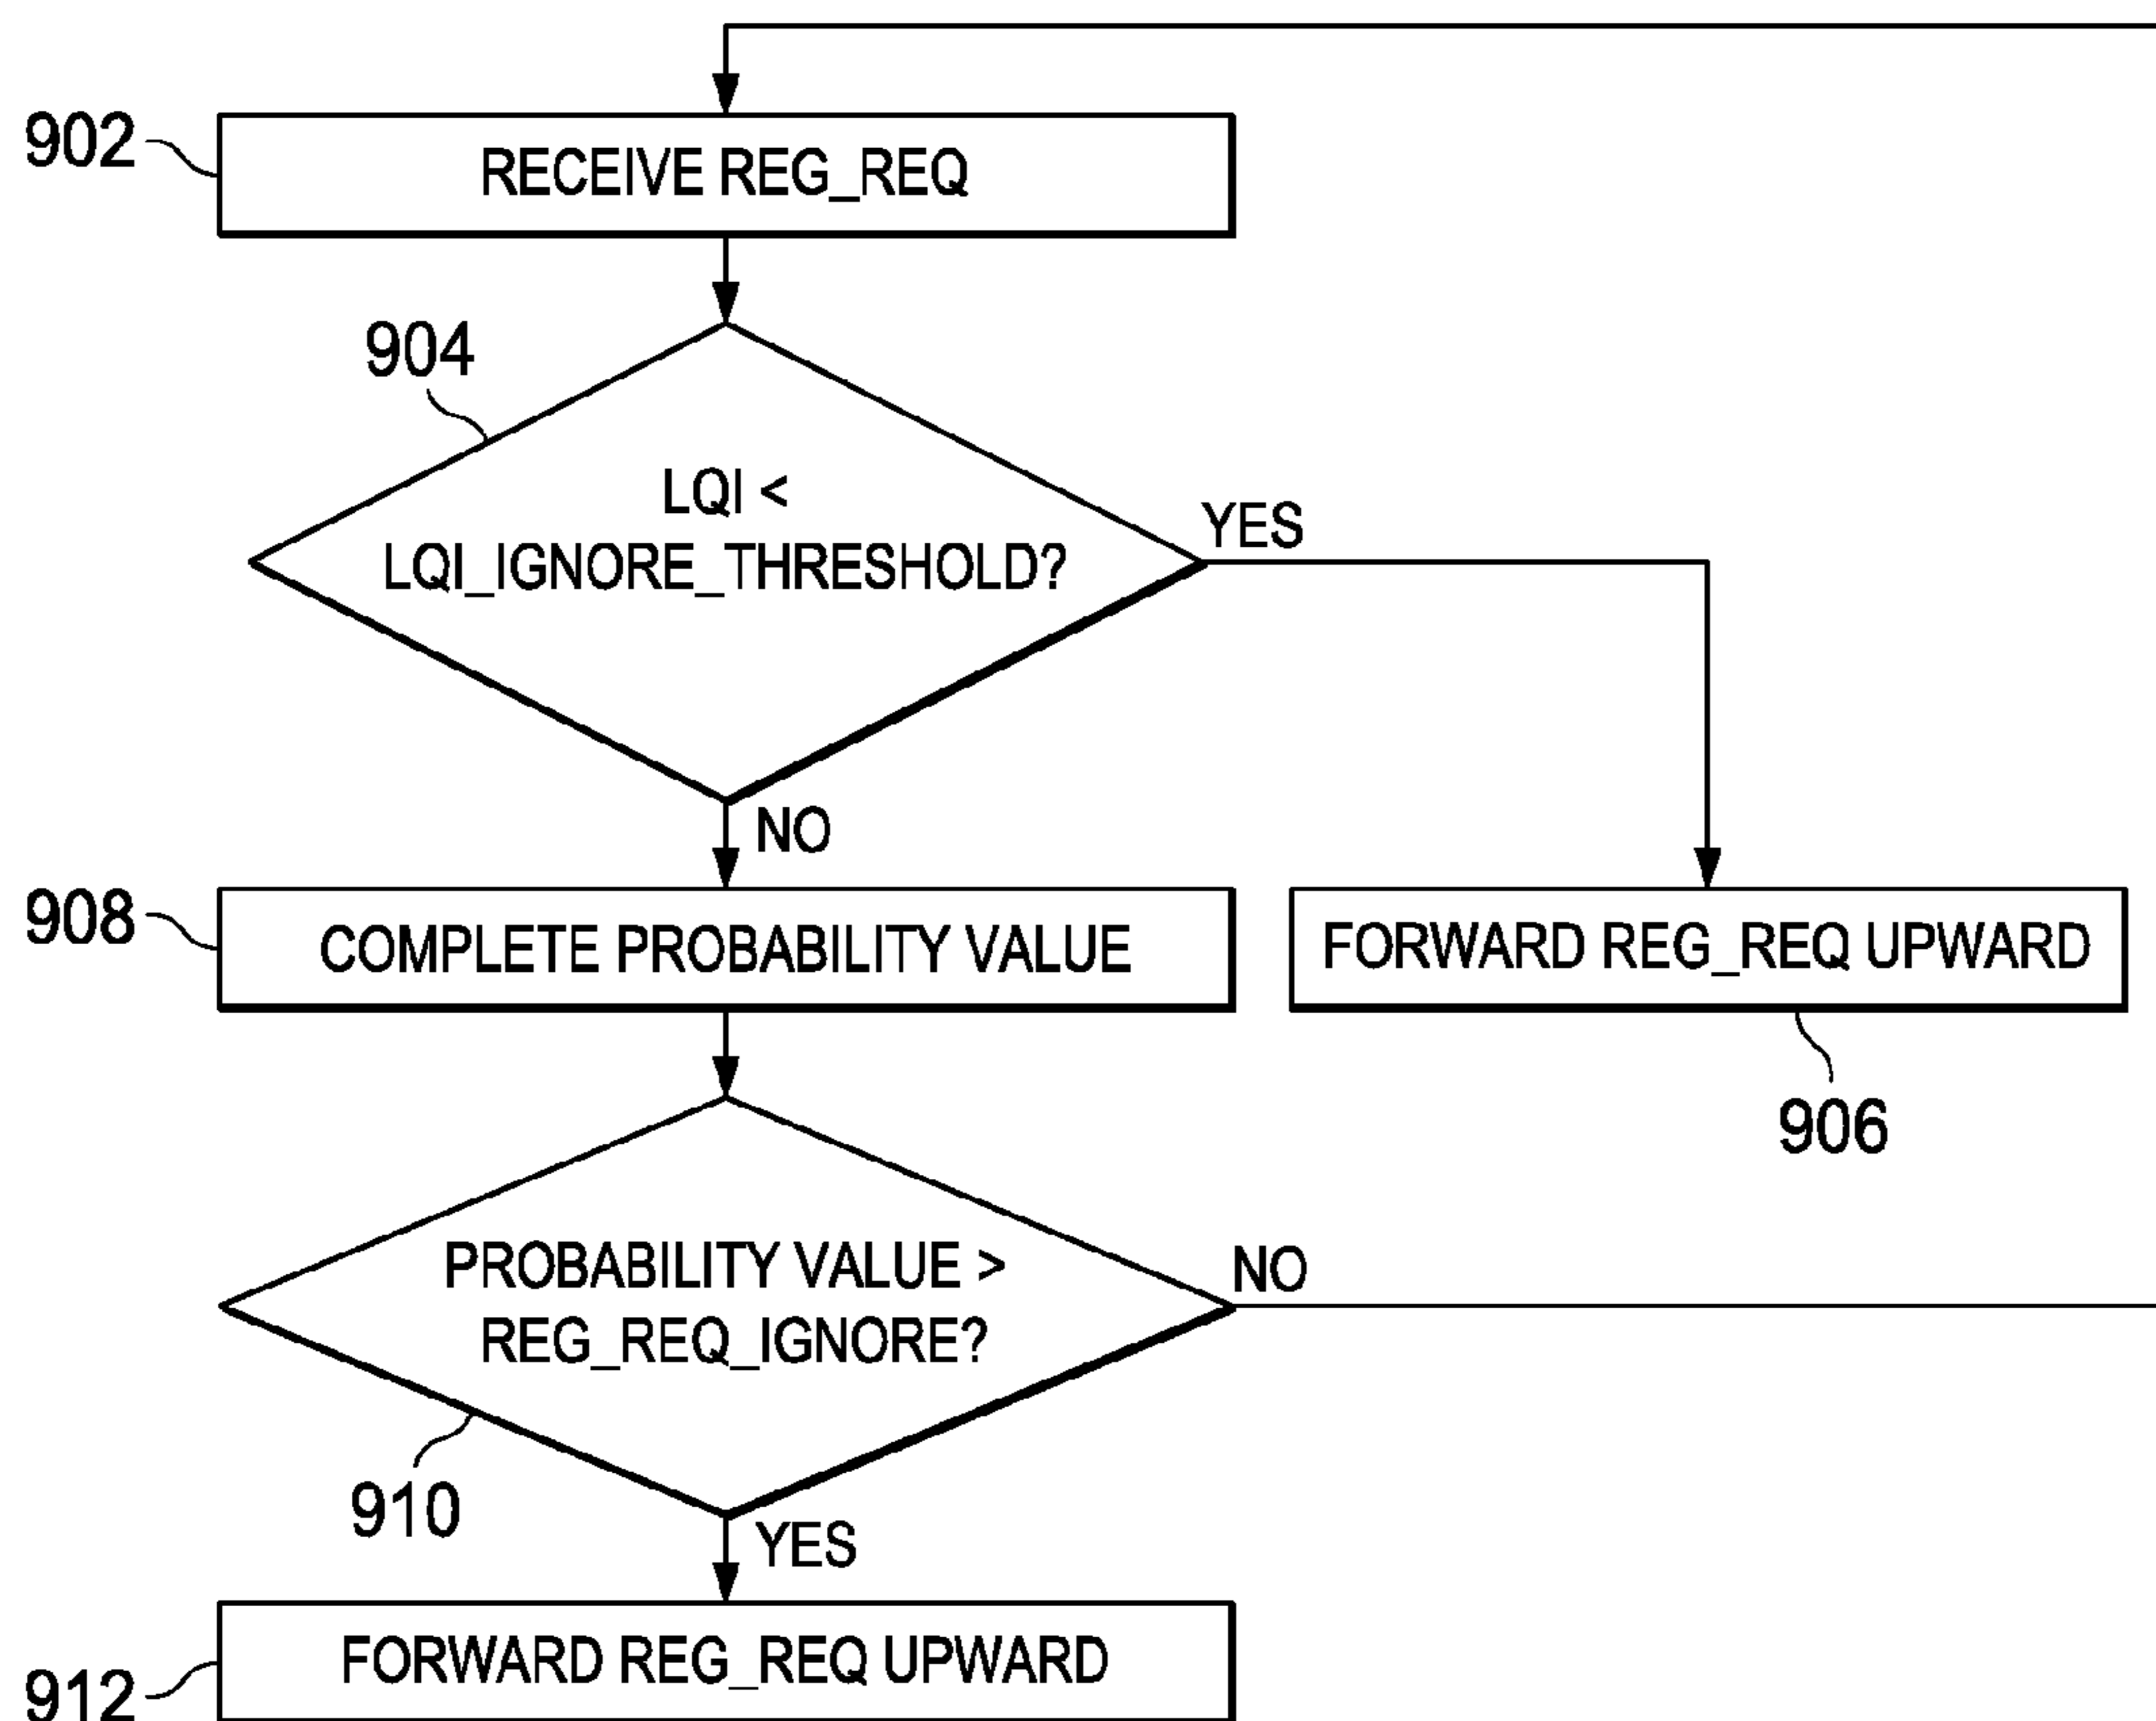 902
RECEIVE REG_REQ
904
LQI <
LQI_IGNORE_THRESHOLD?
YES
NO
908
COMPLETE PROBABILITY VALUE
FORWARD REG_REQ UPWARD
906
PROBABILITY VALUE >
REG_REQ_IGNORE?
NO
910
YES
912
FORWARD REG_REQ UPWARD